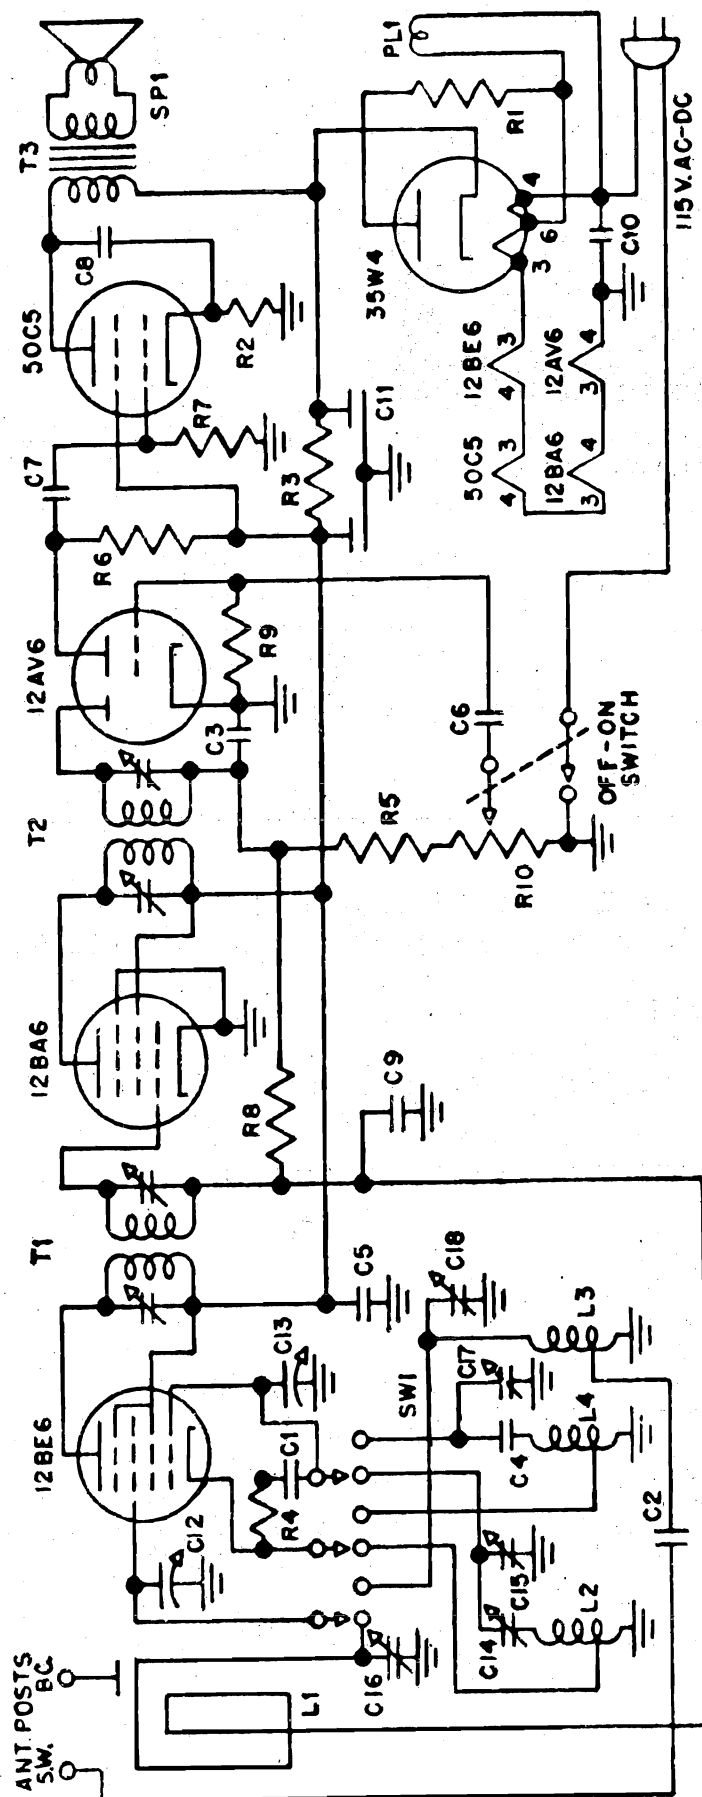 ANT. POSTS
S.W.
B.C.
L1
C16
12BE6
C12
R4
C1
C13
SW1
C18
C17
C14
C15
L2
C4
L4
L3
C2
T1
C5
C9
R8
12BA6
T2
12AV6
C3
R9
R5
R10
C6
OFF-ON
SWITCH
R6
C7
R7
50C5
C8
R2
T3
SP1
R3
C11
35W4
R1
PL1
3
6
4
50C5
4
3
12BE6
4
3
12BA6
3
4
12AV6
3
4
C10
115V. AC-DC